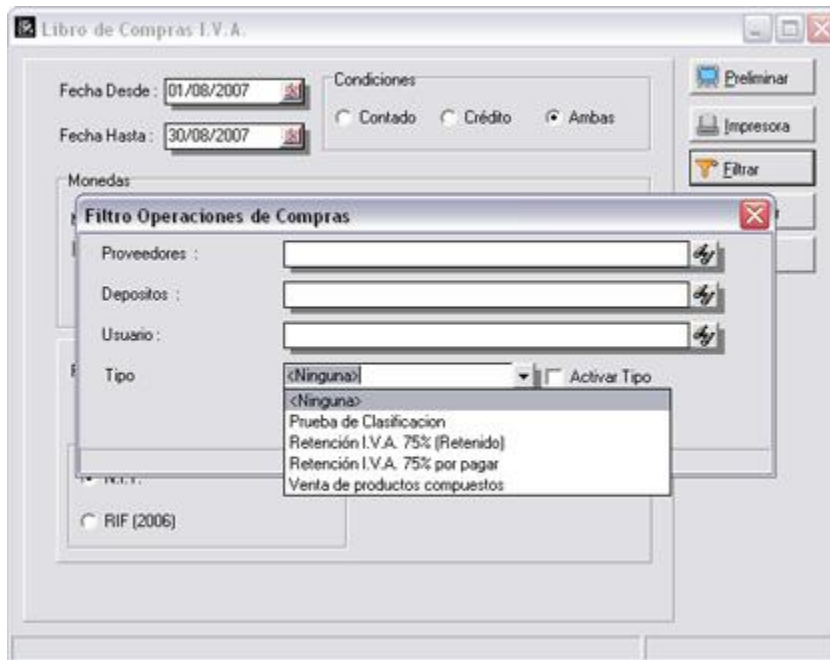 Libro de Compras I.V.A.
Fecha Desde : 01/08/2007
Condiciones
Contado Crédito Ambas
Fecha Hasta : 30/08/2007
Preliminar
Impresora
Filtrar
Monedas
Filtro Operaciones de Compras
Proveedores :
Depositos :
Usuario :
Tipo <Ninguna> Activar Tipo
<Ninguna>
Prueba de Clasificacion
Retención I.V.A. 75% (Retenido)
Retención I.V.A. 75% por pagar
Venta de productos compuestos
RIF (2006)